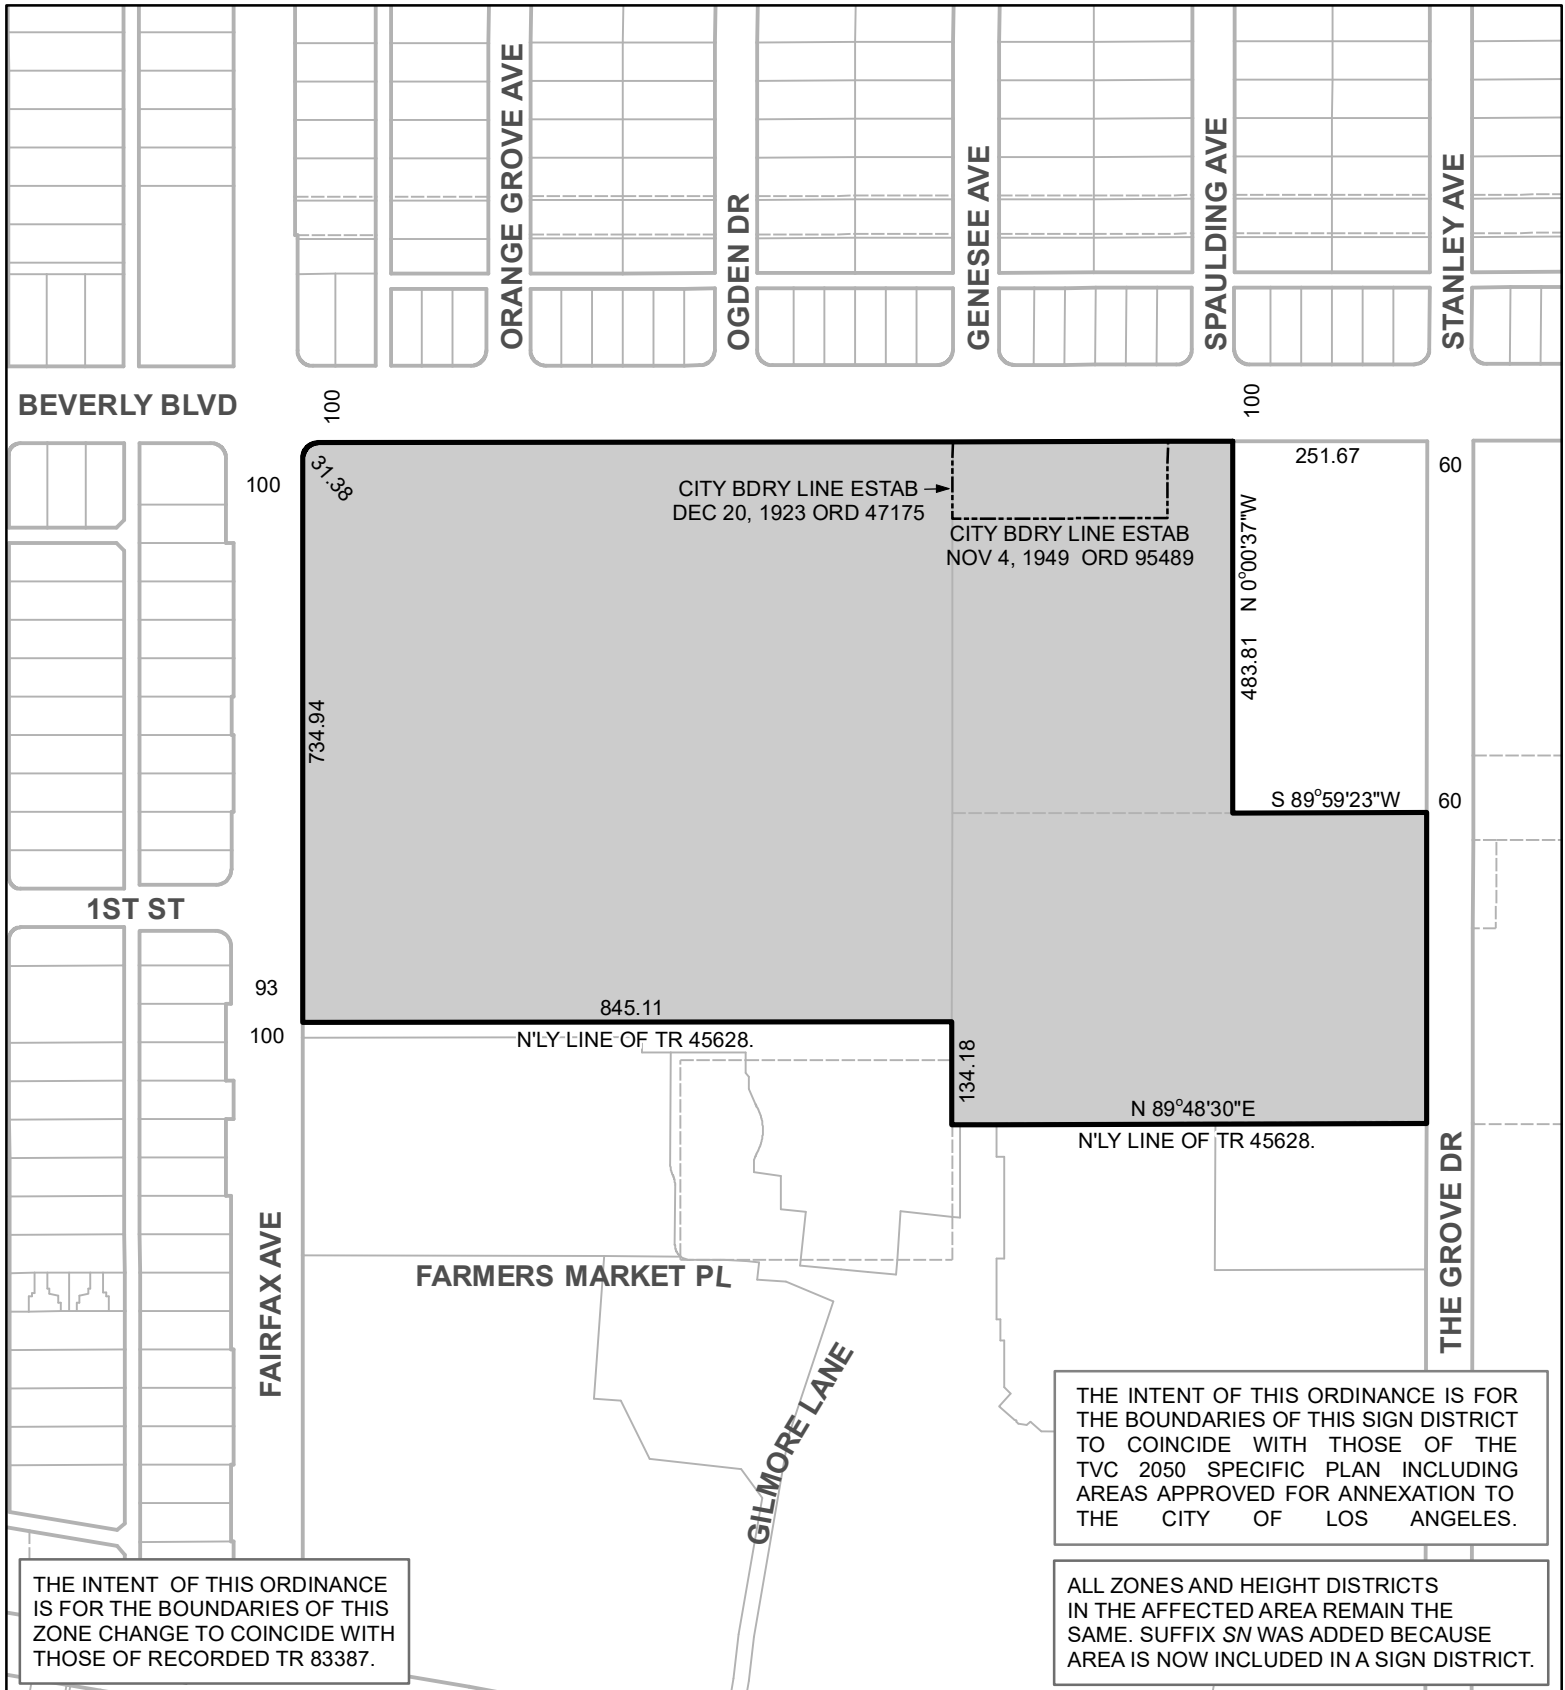 ORANGE GROVE AVE
OGDEN DR
GENESEE AVE
SPAULDING AVE
STANLEY AVE
BEVERLY BLVD
100
100
100
31.38
251.67
60
CITY BDRY LINE ESTAB
DEC 20, 1923 ORD 47175
CITY BDRY LINE ESTAB
NOV 4, 1949 ORD 95489
483.81 N 0°00'37"W
734.94
S 89°59'23"W
60
1ST ST
93
100
845.11
N'LY LINE OF TR 45628.
134.18
N 89°48'30"E
N'LY LINE OF TR 45628.
FAIRFAX AVE
FARMERS MARKET PL
GILMORE LANE
THE GROVE DR
THE INTENT OF THIS ORDINANCE IS FOR
THE BOUNDARIES OF THIS SIGN DISTRICT
TO COINCIDE WITH THOSE OF THE
TVC 2050 SPECIFIC PLAN INCLUDING
AREAS APPROVED FOR ANNEXATION TO
THE CITY OF LOS ANGELES.
THE INTENT OF THIS ORDINANCE
IS FOR THE BOUNDARIES OF THIS
ZONE CHANGE TO COINCIDE WITH
THOSE OF RECORDED TR 83387.
ALL ZONES AND HEIGHT DISTRICTS
IN THE AFFECTED AREA REMAIN THE
SAME. SUFFIX SN WAS ADDED BECAUSE
AREA IS NOW INCLUDED IN A SIGN DISTRICT.